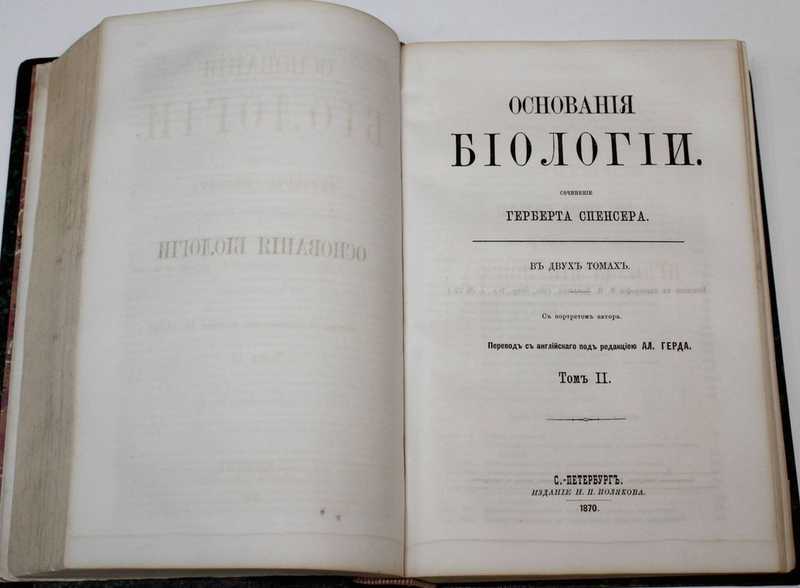 ОСНОВАНІЯ
БІОЛОГІИ.
СОЧИНЕНІЕ
ГЕРБЕРТА СПЕНСЕРА.
ВЪ ДВУХЪ ТОМАХЪ.
Съ портретомъ автора.
Переводъ съ англійскаго подъ редакціею АЛ. ГЕРДА.
Томъ II.
С.-ПЕТЕРБУРГЪ.
ИЗДАНІЕ Н. П. ПОЛЯКОВА.
1870.